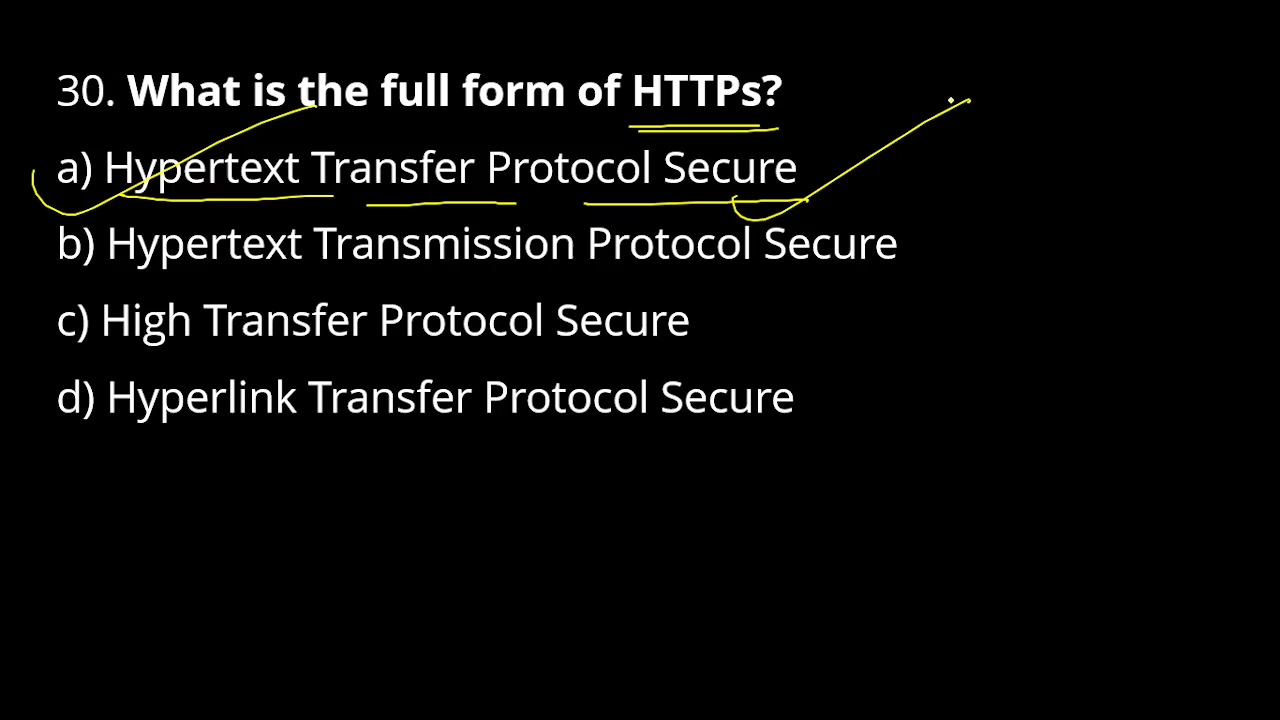 30. What is the full form of HTTPs?
a) Hypertext Transfer Protocol Secure
b) Hypertext Transmission Protocol Secure
c) High Transfer Protocol Secure
d) Hyperlink Transfer Protocol Secure